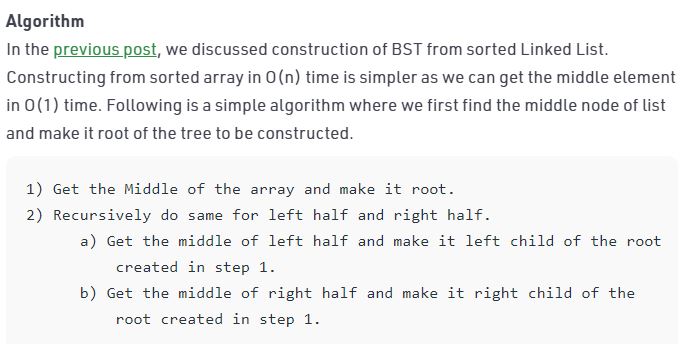 Algorithm
In the previous post, we discussed construction of BST from sorted Linked List.
Constructing from sorted array in O(n) time is simpler as we can get the middle element
in O(1) time. Following is a simple algorithm where we first find the middle node of list
and make it root of the tree to be constructed.
1) Get the Middle of the array and make it root.
2) Recursively do same for left half and right half.
a) Get the middle of left half and make it left child of the root
created in step 1.
b) Get the middle of right half and make it right child of the
root created in step 1.